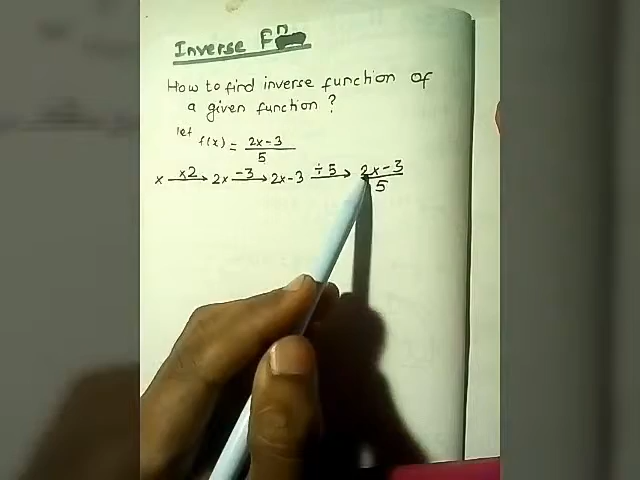 Inverse Fn
How to find inverse function of
a given function ?
let f(x) = 2x-3/5
x ×2→ 2x -3→ 2x-3 ÷5→ 2x-3/5